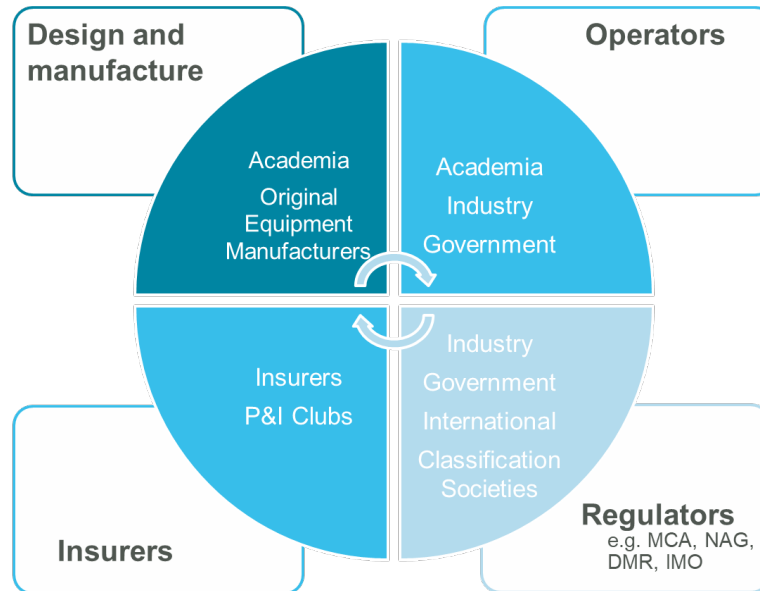 Design and
manufacture
Operators
Academia
Original
Equipment
Manufacturers
Academia
Industry
Government
Insurers
P&I Clubs
Industry
Government
International
Classification
Societies
Insurers
Regulators
e.g. MCA, NAG,
DMR, IMO